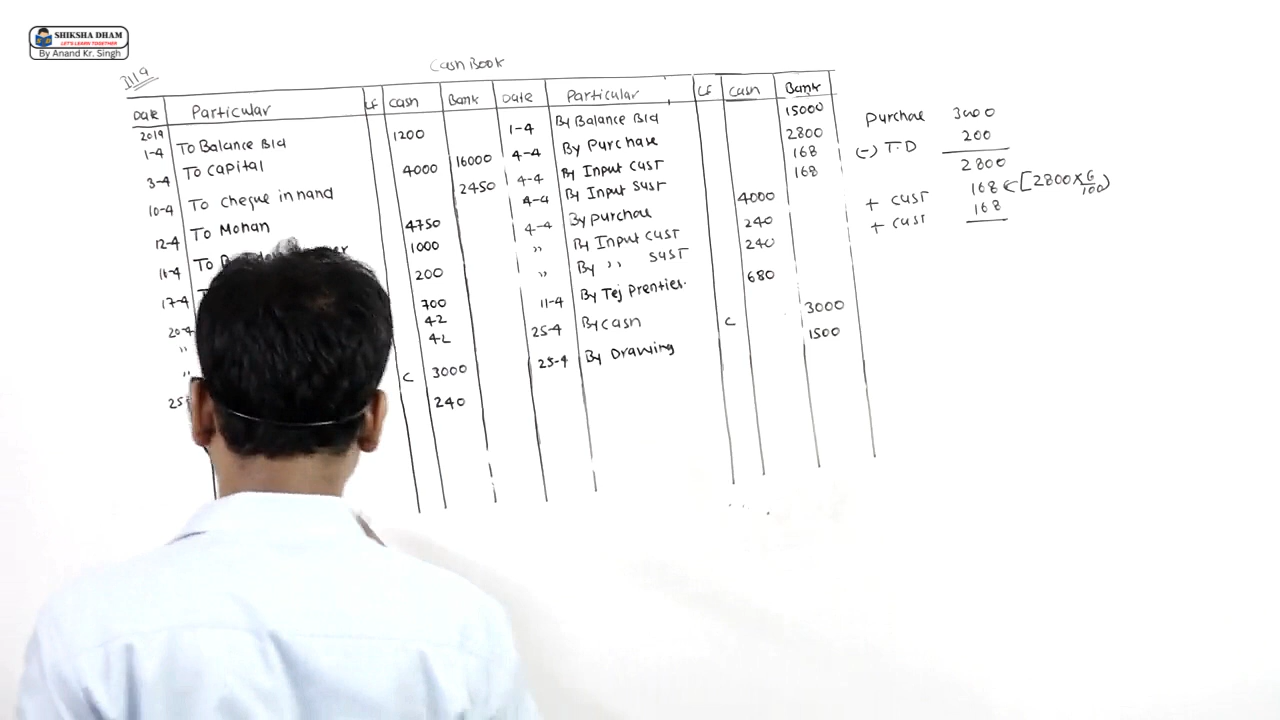 SHIKSHA DHAM
LET'S LEARN TOGETHER
By Anand Kr. Singh
Cash Book
Date Particular LF Cash Bank Date Particular LF Cash Bank
2019
1-4 To Balance B/d 1200 1-4 By Balance B/d 15000
3-4 To Capital 4000 16000 4-4 By Purchase 2800
4-4 By Input CGST 168
10-4 To Cheque in hand 2450 4-4 By Input SGST 168
12-4 To Mohan 4750 4-4 By Purchase 4000
16-4 To 1000 " By Input CGST 240
17-4 200 " By " SGST 240
20-4 700 11-4 By Tej Prenties. 680
" 42 25-4 By Cash C 3000
" 42
C 3000 25-4 By Drawing 1500
25 240
Purchase 3000
(-) T.D 200
2800
+ CGST 168 [2800 x 6/100)
+ CGST 168